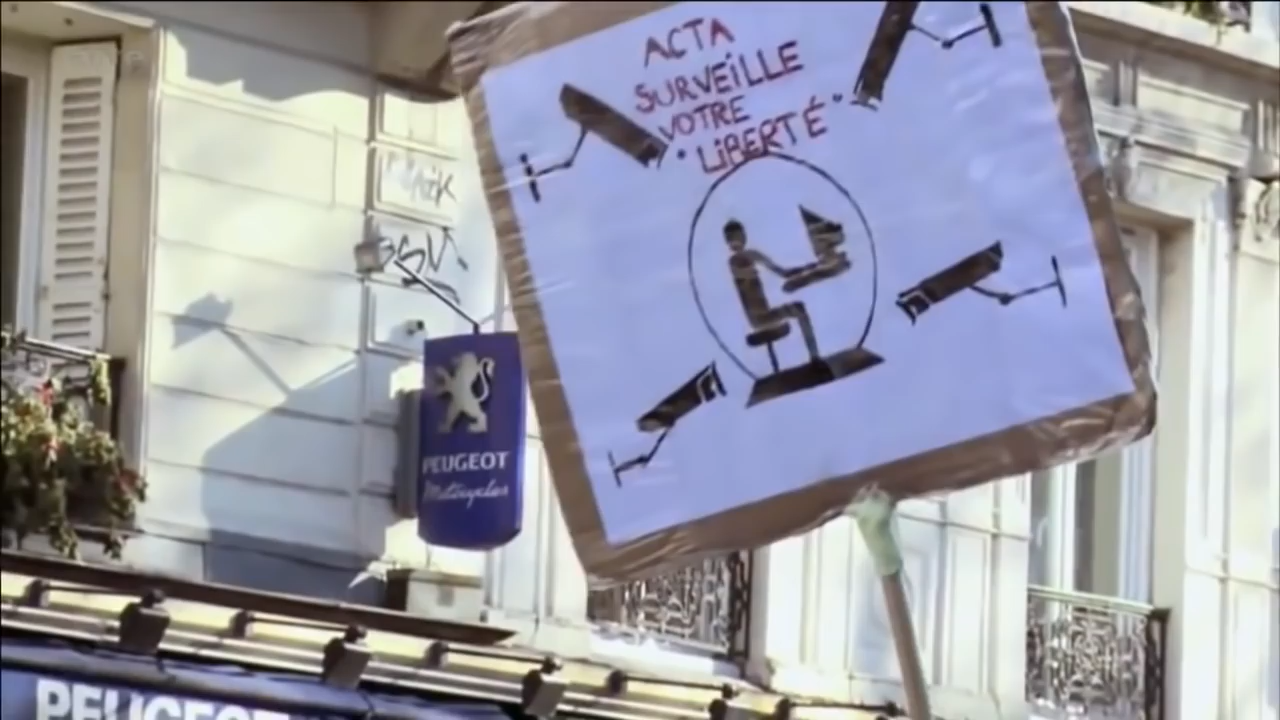 ACTA
SURVEILLE
VOTRE
"LIBERTÉ"
PEUGEOT
Motocycles
PEUGEOT